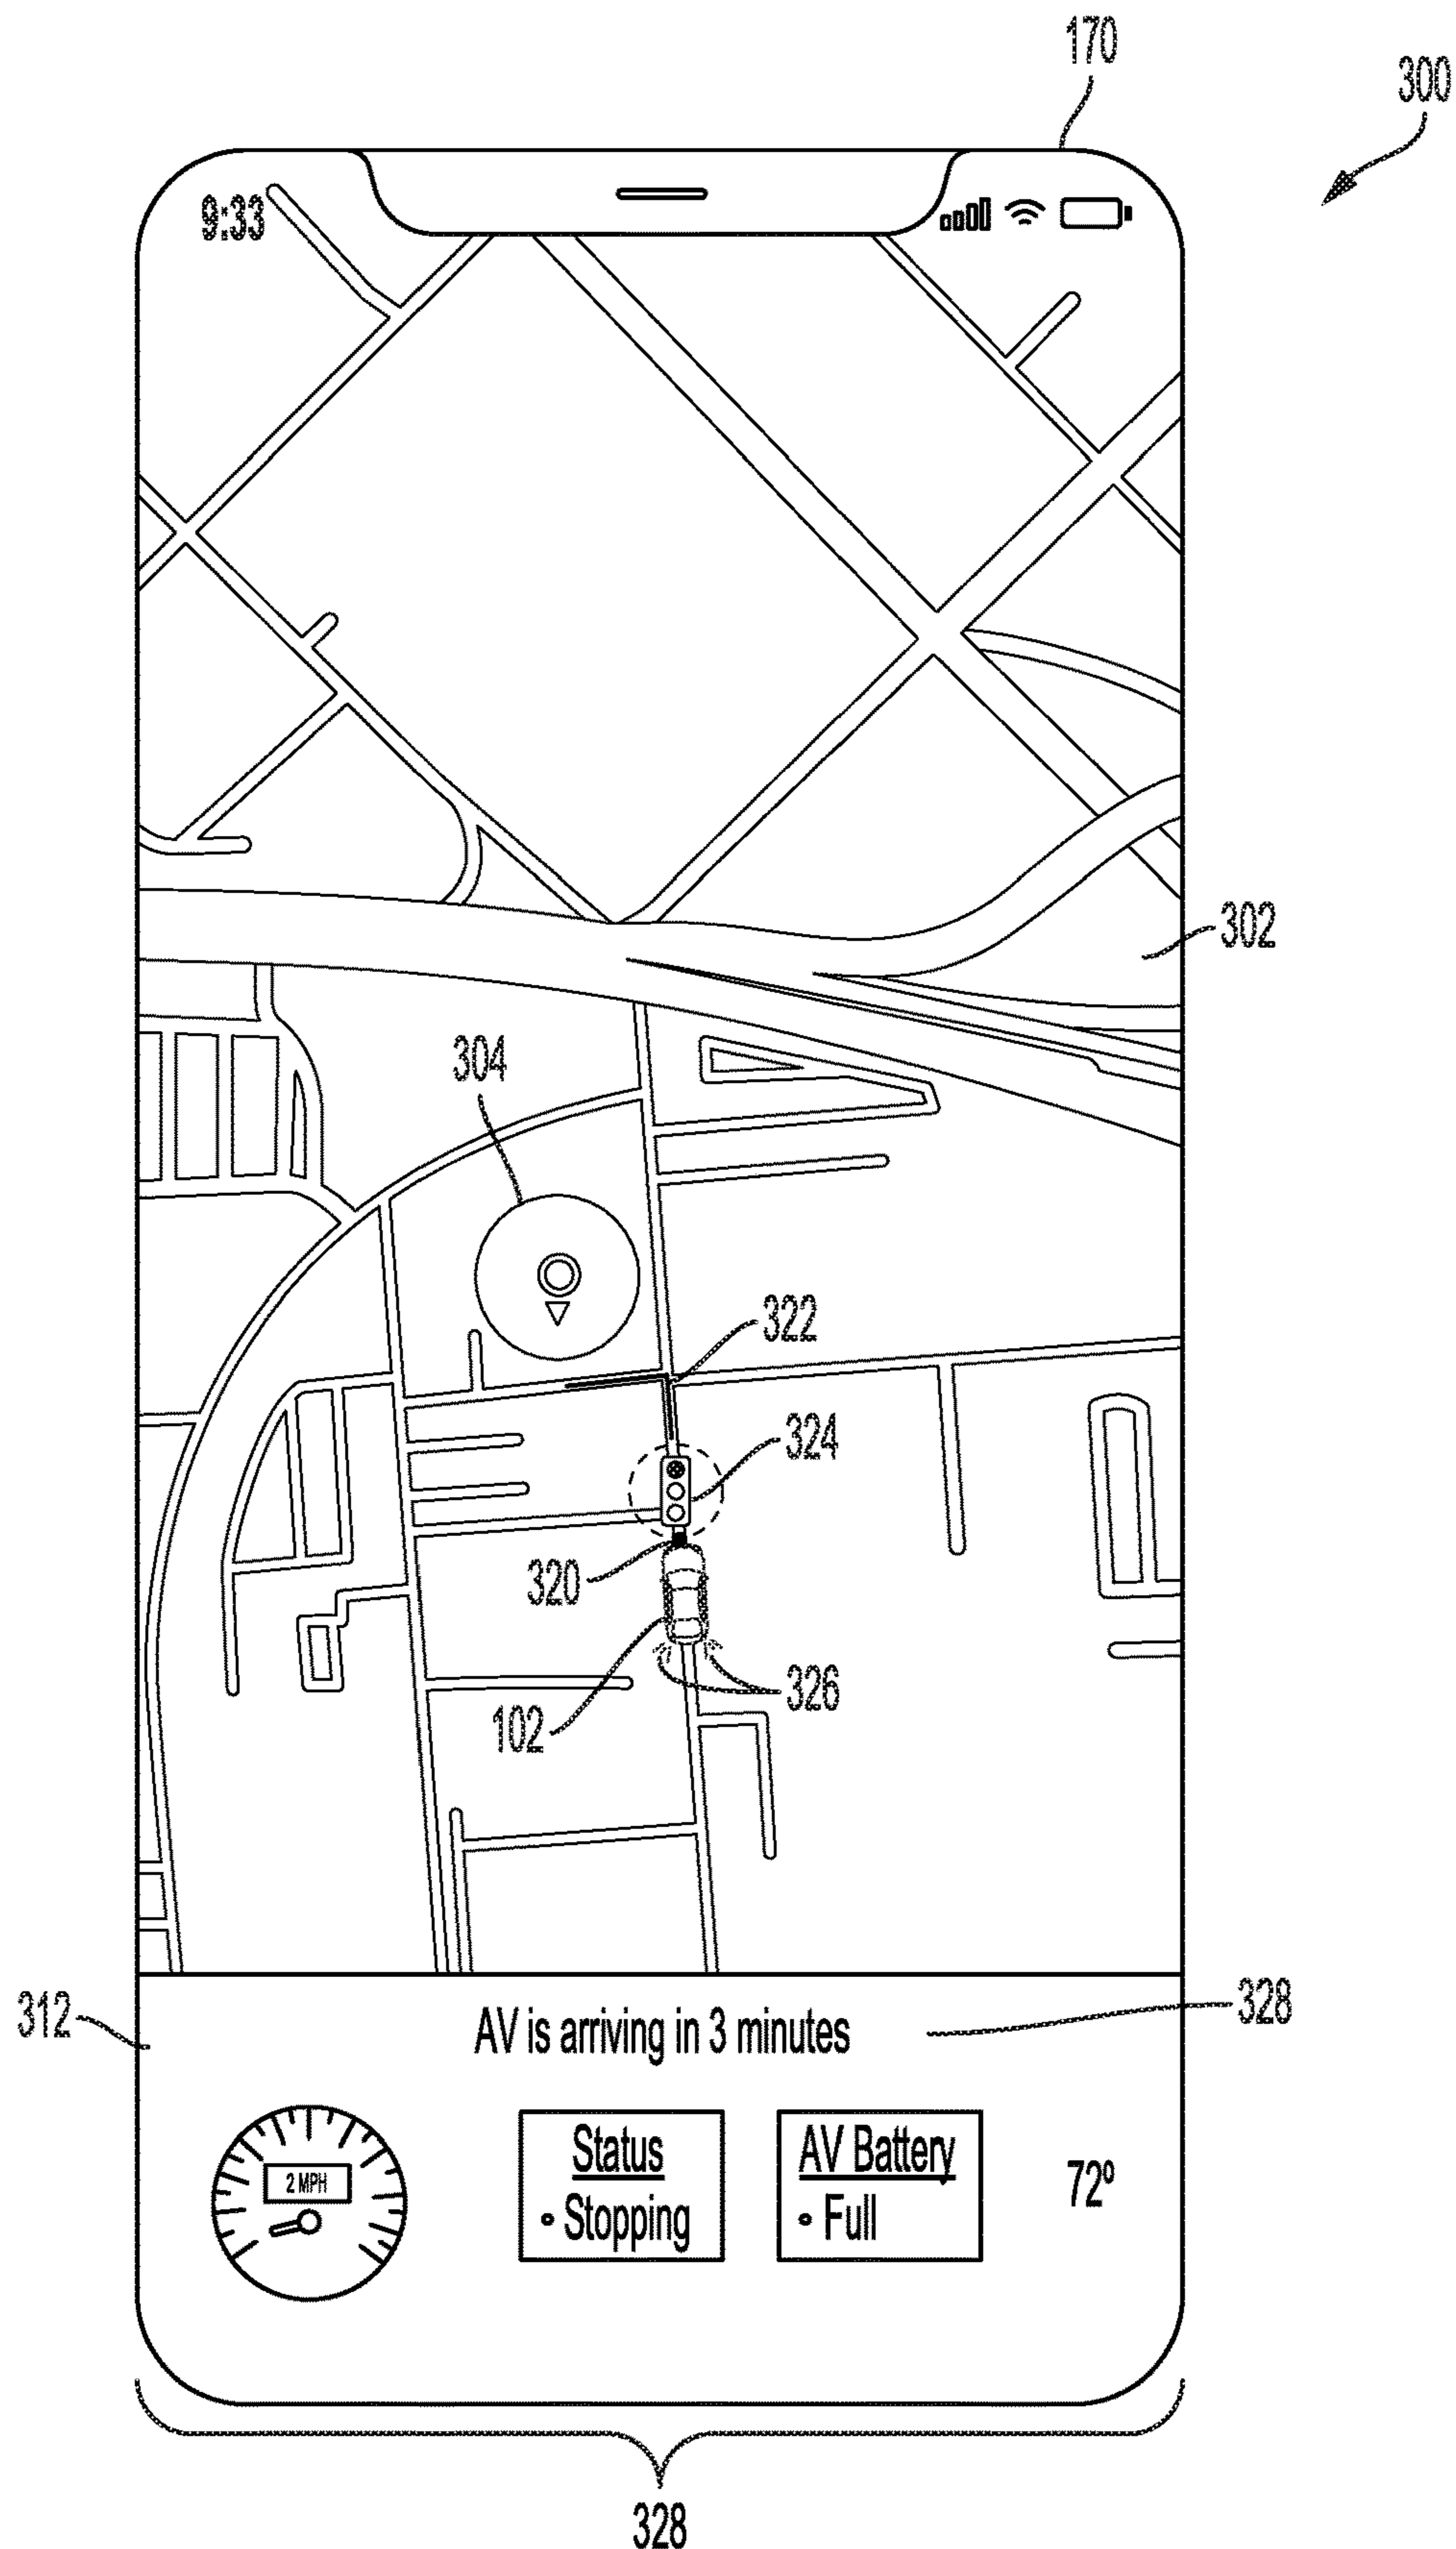 170
300
9:33
302
304
322
324
320
326
102
312
AV is arriving in 3 minutes
328
2 MPH
Status
• Stopping
AV Battery
• Full
72°
328